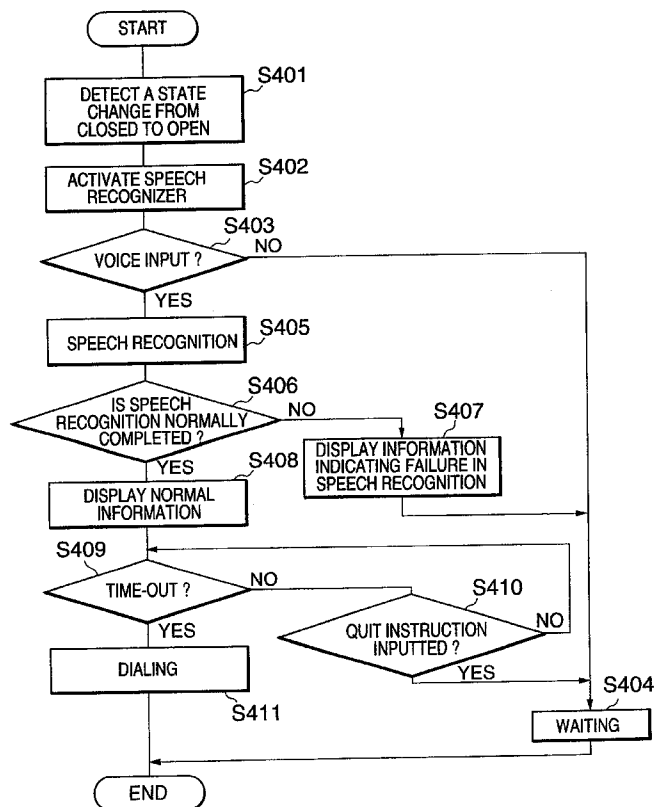 START
S401
DETECT A STATE
CHANGE FROM
CLOSED TO OPEN
S402
ACTIVATE SPEECH
RECOGNIZER
S403
VOICE INPUT ?
NO
YES
S405
SPEECH RECOGNITION
S406
IS SPEECH
RECOGNITION NORMALLY
COMPLETED ?
NO
YES
S407
DISPLAY INFORMATION
INDICATING FAILURE IN
SPEECH RECOGNITION
S408
DISPLAY NORMAL
INFORMATION
S409
TIME-OUT ?
NO
YES
S410
QUIT INSTRUCTION
INPUTTED ?
NO
YES
DIALING
S411
S404
WAITING
END